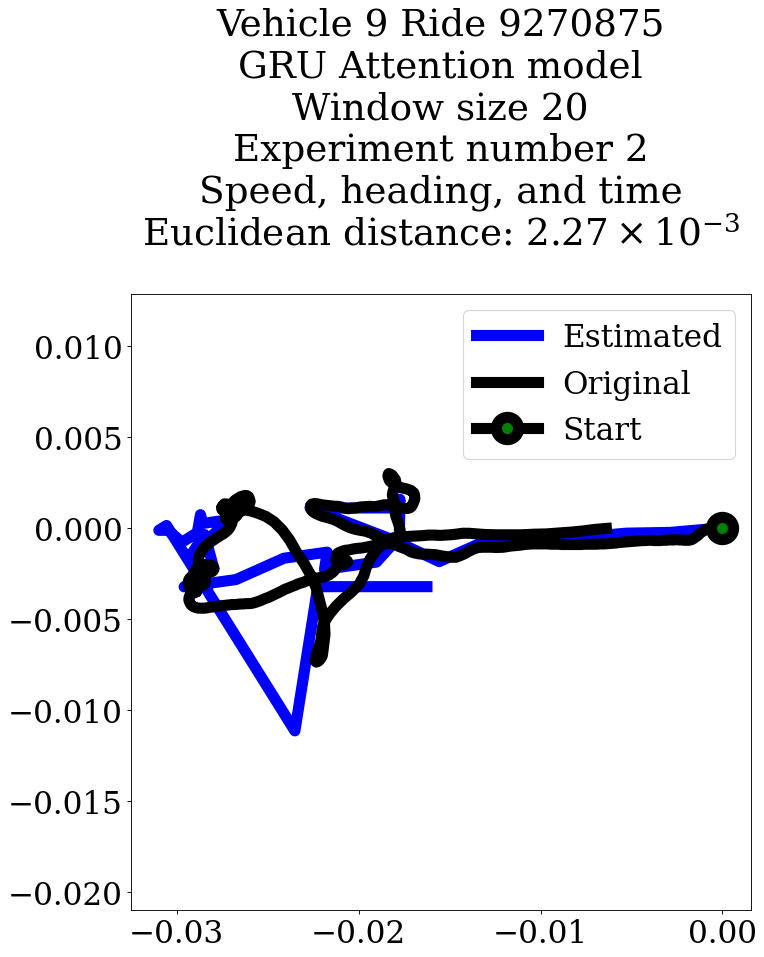 Vehicle 9 Ride 9270875
GRU Attention model
Window size 20
Experiment number 2
Speed, heading, and time
Euclidean distance: 2.27 × 10⁻³
Estimated
Original
Start
0.010
0.005
0.000
−0.005
−0.010
−0.015
−0.020
−0.03 −0.02 −0.01 0.00